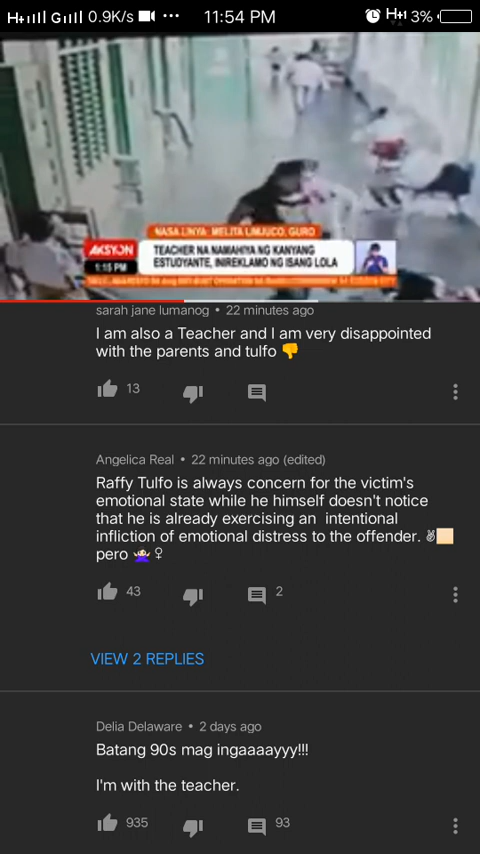 0.9K/s 11:54 PM H+ 3%
NASA LINYA: MELITA LIMJUCO, GURO
AKSYON
1:15 PM
TEACHER NA NAMAHIYA NG KANYANG
ESTUDYANTE, INIREKLAMO NG ISANG LOLA
sarah jane lumanog • 22 minutes ago
I am also a Teacher and I am very disappointed
with the parents and tulfo 👎
13
Angelica Real • 22 minutes ago (edited)
Raffy Tulfo is always concern for the victim's
emotional state while he himself doesn't notice
that he is already exercising an intentional
infliction of emotional distress to the offender. ✌🏼
pero 🙅🏻♀
43 2
VIEW 2 REPLIES
Delia Delaware • 2 days ago
Batang 90s mag ingaaaayyy!!!
I'm with the teacher.
935 93